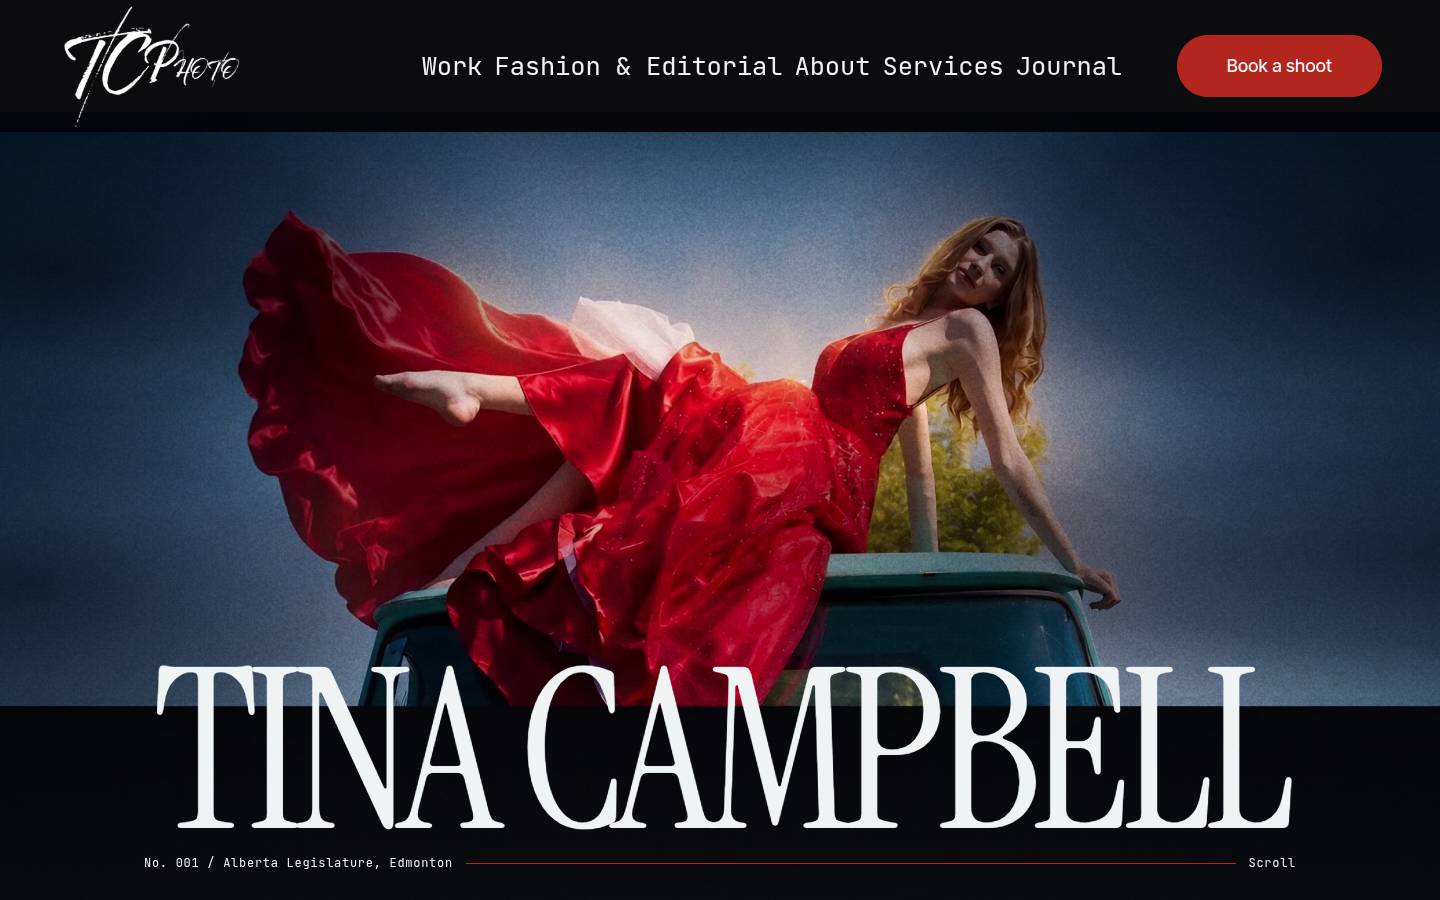 TCPHOTO
Work Fashion & Editorial About Services Journal
Book a shoot
TINA CAMPBELL
No. 001 / Alberta Legislature, Edmonton
Scroll